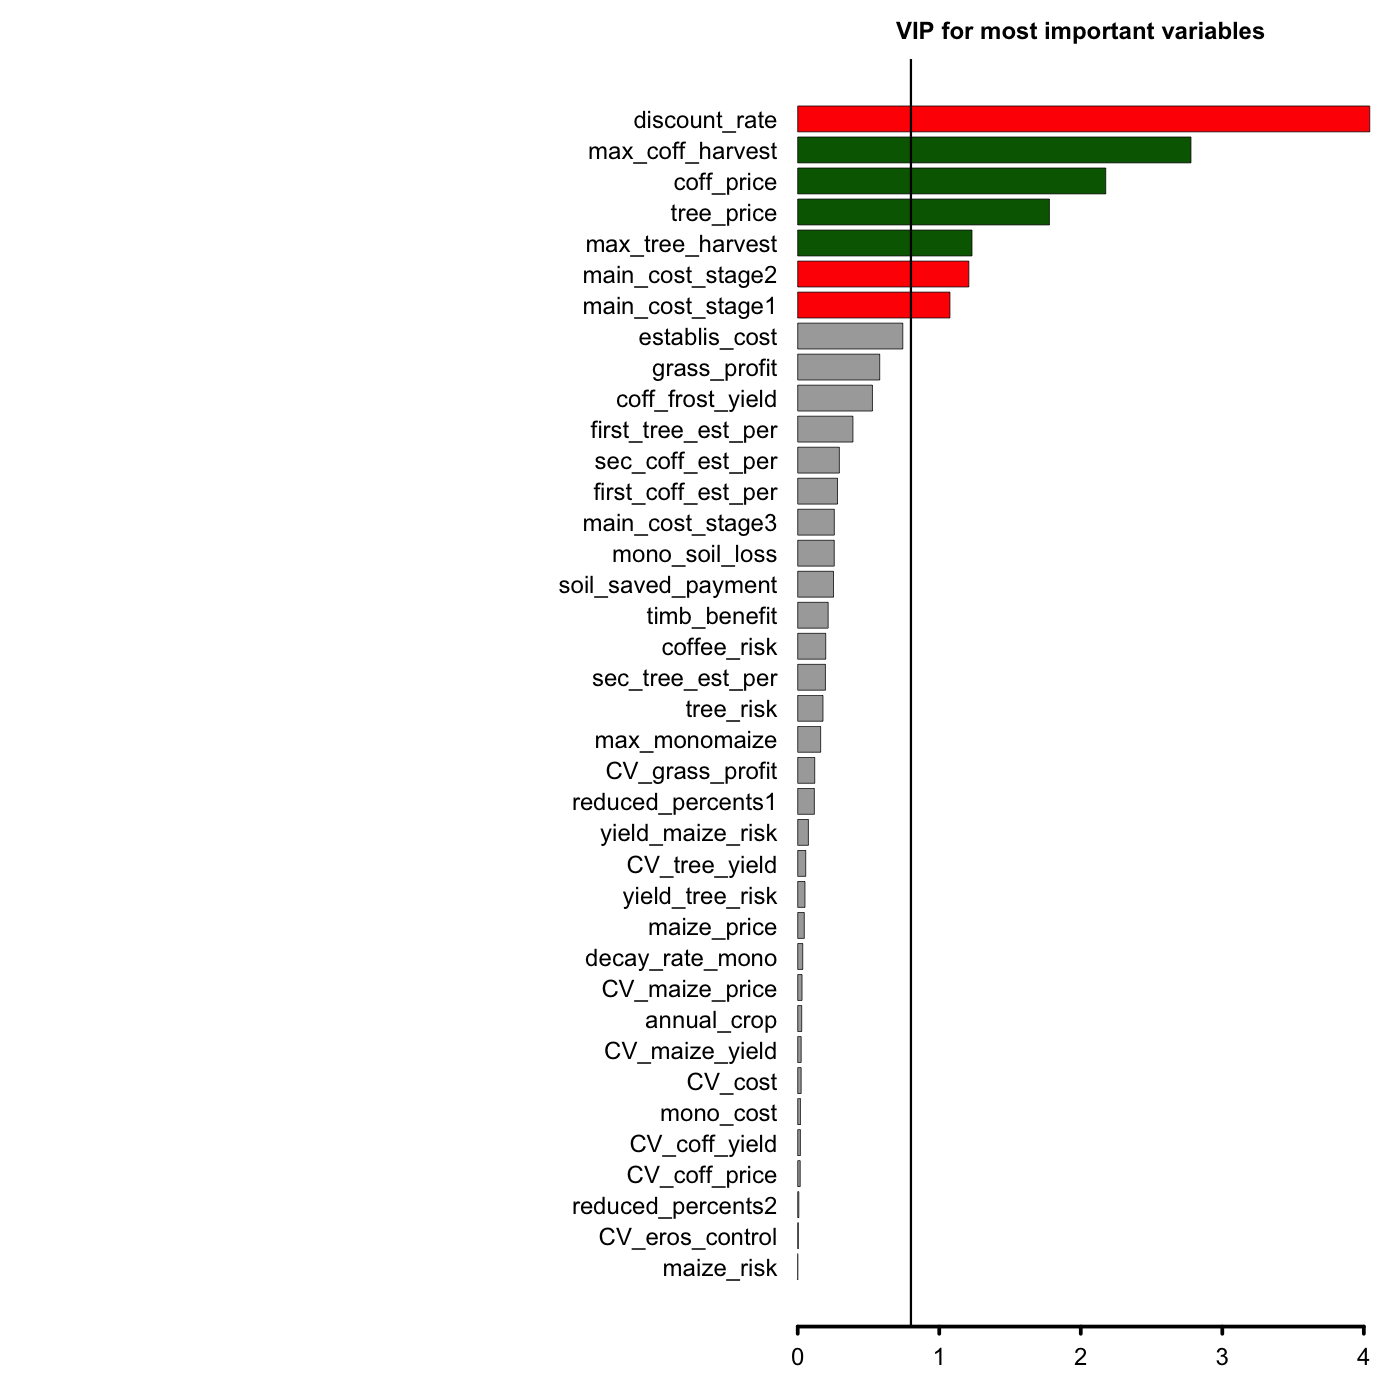 VIP for most important variables
discount_rate
max_coff_harvest
coff_price
tree_price
max_tree_harvest
main_cost_stage2
main_cost_stage1
establis_cost
grass_profit
coff_frost_yield
first_tree_est_per
sec_coff_est_per
first_coff_est_per
main_cost_stage3
mono_soil_loss
soil_saved_payment
timb_benefit
coffee_risk
sec_tree_est_per
tree_risk
max_monomaize
CV_grass_profit
reduced_percents1
yield_maize_risk
CV_tree_yield
yield_tree_risk
maize_price
decay_rate_mono
CV_maize_price
annual_crop
CV_maize_yield
CV_cost
mono_cost
CV_coff_yield
CV_coff_price
reduced_percents2
CV_eros_control
maize_risk
0 1 2 3 4